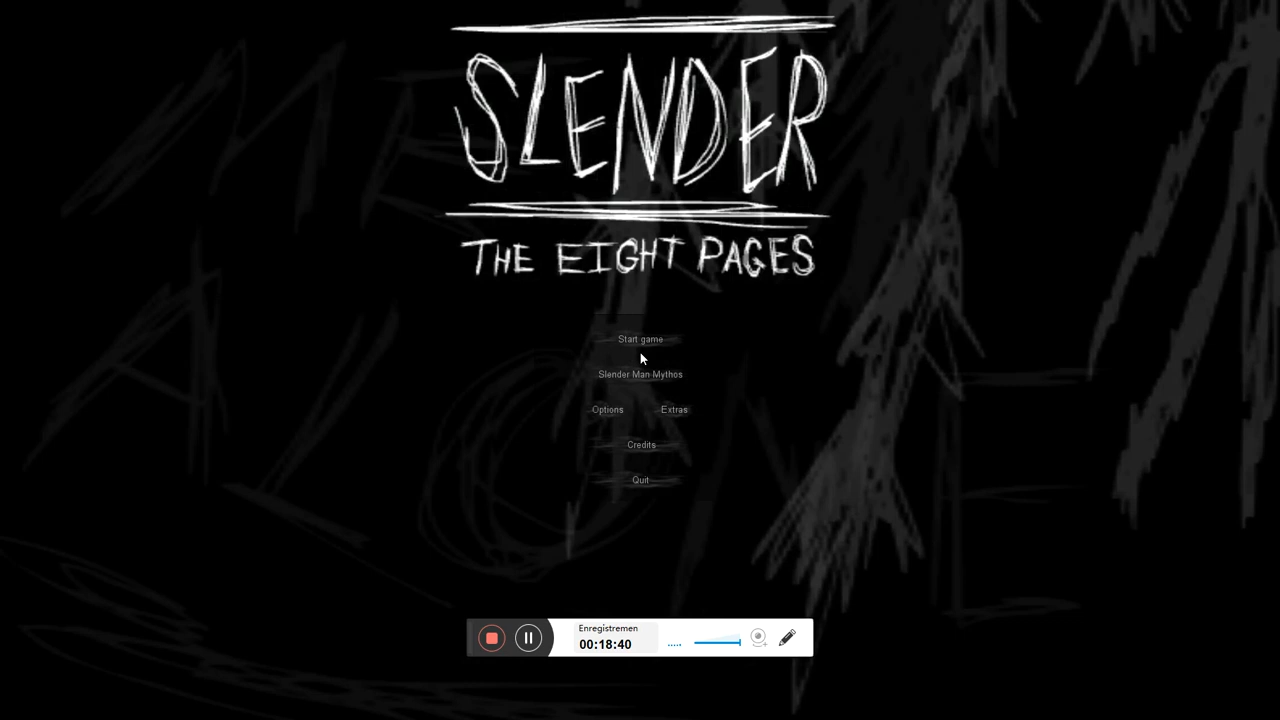 SLENDER
THE EIGHT PAGES
Start game
Slender Man Mythos
Options Extras
Credits
Quit
Enregistremen
00:18:40